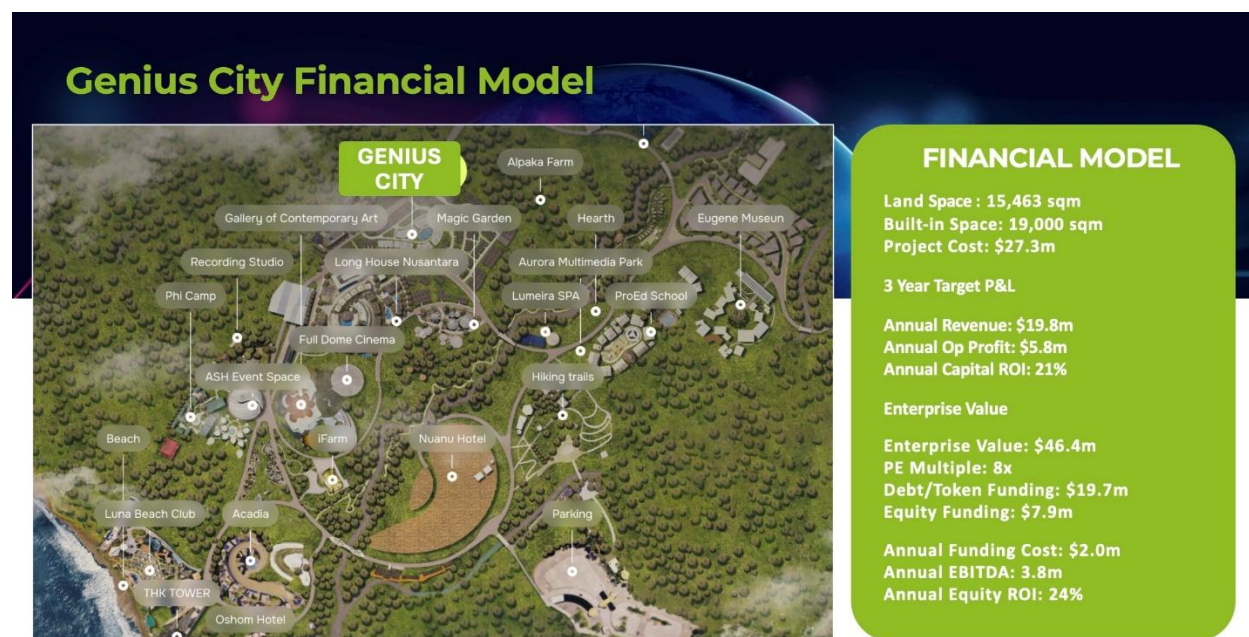 Genius City Financial Model
GENIUS
CITY
Alpaka Farm
Gallery of Contemporary Art
Magic Garden
Hearth
Eugene Museun
Recording Studio
Long House Nusantara
Aurora Multimedia Park
Phi Camp
Lumeira SPA
ProEd School
Full Dome Cinema
ASH Event Space
Hiking trails
Beach
iFarm
Nuanu Hotel
Luna Beach Club
Acadia
Parking
THK TOWER
Oshom Hotel
FINANCIAL MODEL
Land Space : 15,463 sqm
Built-in Space: 19,000 sqm
Project Cost: $27.3m
3 Year Target P&L
Annual Revenue: $19.8m
Annual Op Profit: $5.8m
Annual Capital ROI: 21%
Enterprise Value
Enterprise Value: $46.4m
PE Multiple: 8x
Debt/Token Funding: $19.7m
Equity Funding: $7.9m
Annual Funding Cost: $2.0m
Annual EBITDA: 3.8m
Annual Equity ROI: 24%